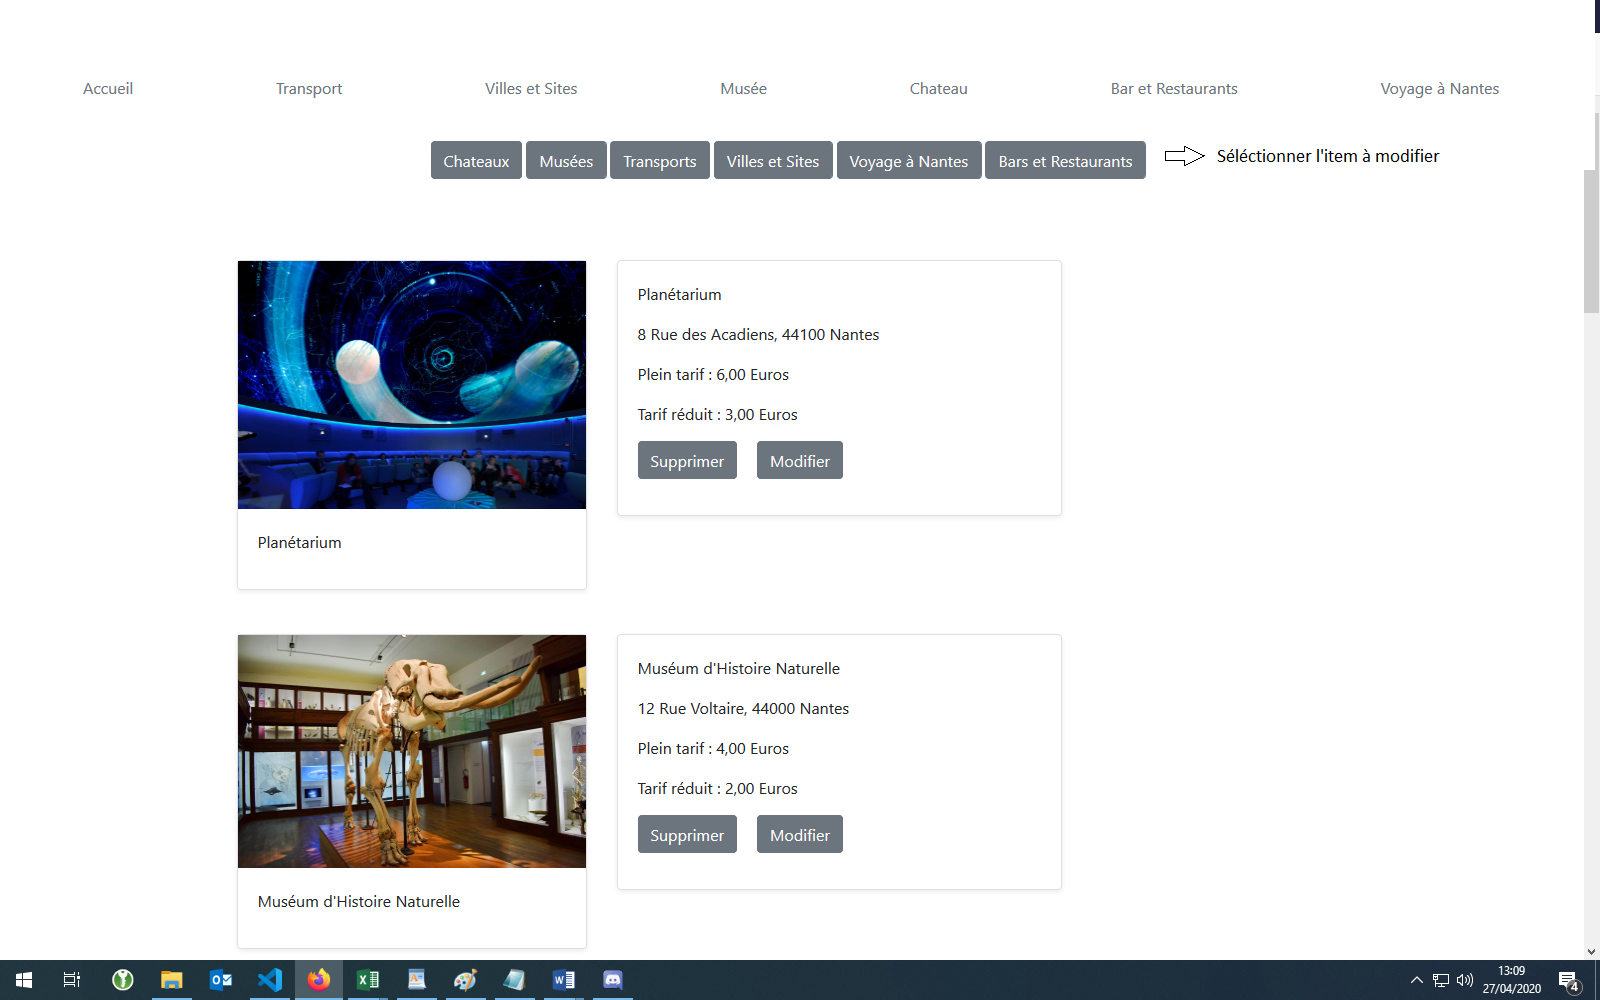 Accueil Transport Villes et Sites Musée Chateau Bar et Restaurants Voyage à Nantes
Chateaux Musées Transports Villes et Sites Voyage à Nantes Bars et Restaurants Séléctionner l'item à modifier
Planétarium
8 Rue des Acadiens, 44100 Nantes
Plein tarif : 6,00 Euros
Tarif réduit : 3,00 Euros
Supprimer Modifier
Planétarium
Muséum d'Histoire Naturelle
12 Rue Voltaire, 44000 Nantes
Plein tarif : 4,00 Euros
Tarif réduit : 2,00 Euros
Supprimer Modifier
Muséum d'Histoire Naturelle
13:09
27/04/2020
4